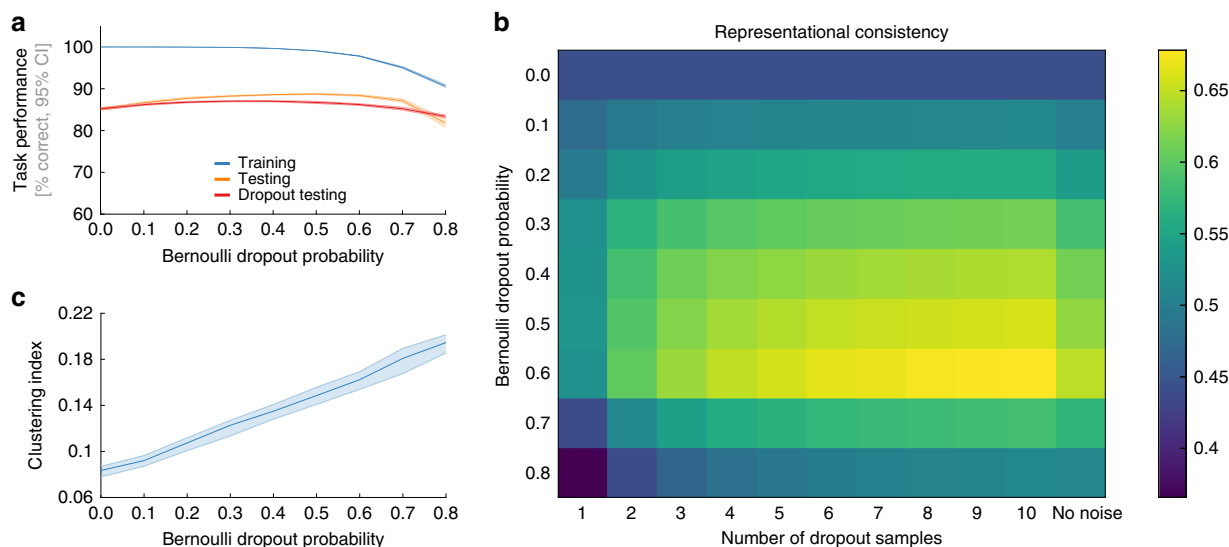 a
Task performance
[% correct, 95% CI]
100
90
80
70
60
Training
Testing
Dropout testing
0.0 0.1 0.2 0.3 0.4 0.5 0.6 0.7 0.8
Bernoulli dropout probability
b
Representational consistency
Bernoulli dropout probability
0.0
0.1
0.2
0.3
0.4
0.5
0.6
0.7
0.8
1 2 3 4 5 6 7 8 9 10 No noise
Number of dropout samples
0.65
0.6
0.55
0.5
0.45
0.4
c
Clustering index
0.22
0.18
0.14
0.1
0.06
0.0 0.1 0.2 0.3 0.4 0.5 0.6 0.7 0.8
Bernoulli dropout probability